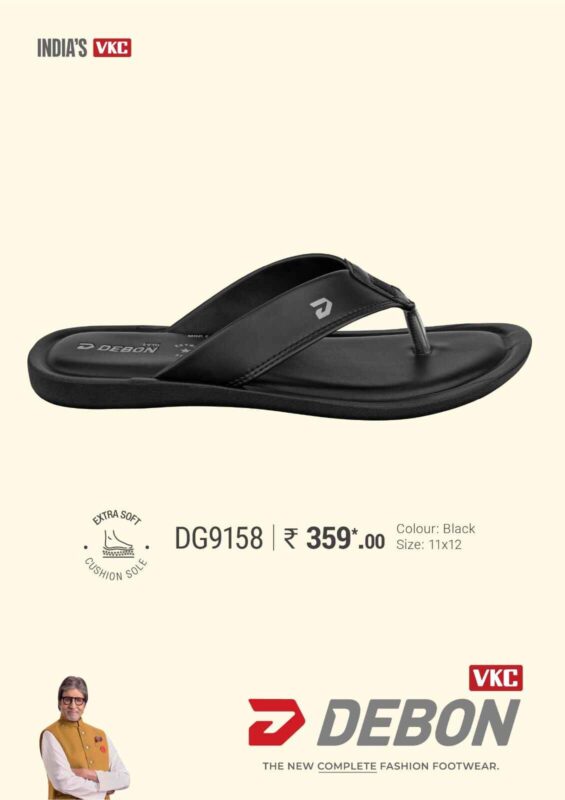 INDIA'S VKC
DEBON
EXTRA SOFT
CUSHION SOLE
DG9158 | ₹ 359*.00
Colour: Black
Size: 11x12
VKC
DEBON
THE NEW COMPLETE FASHION FOOTWEAR.